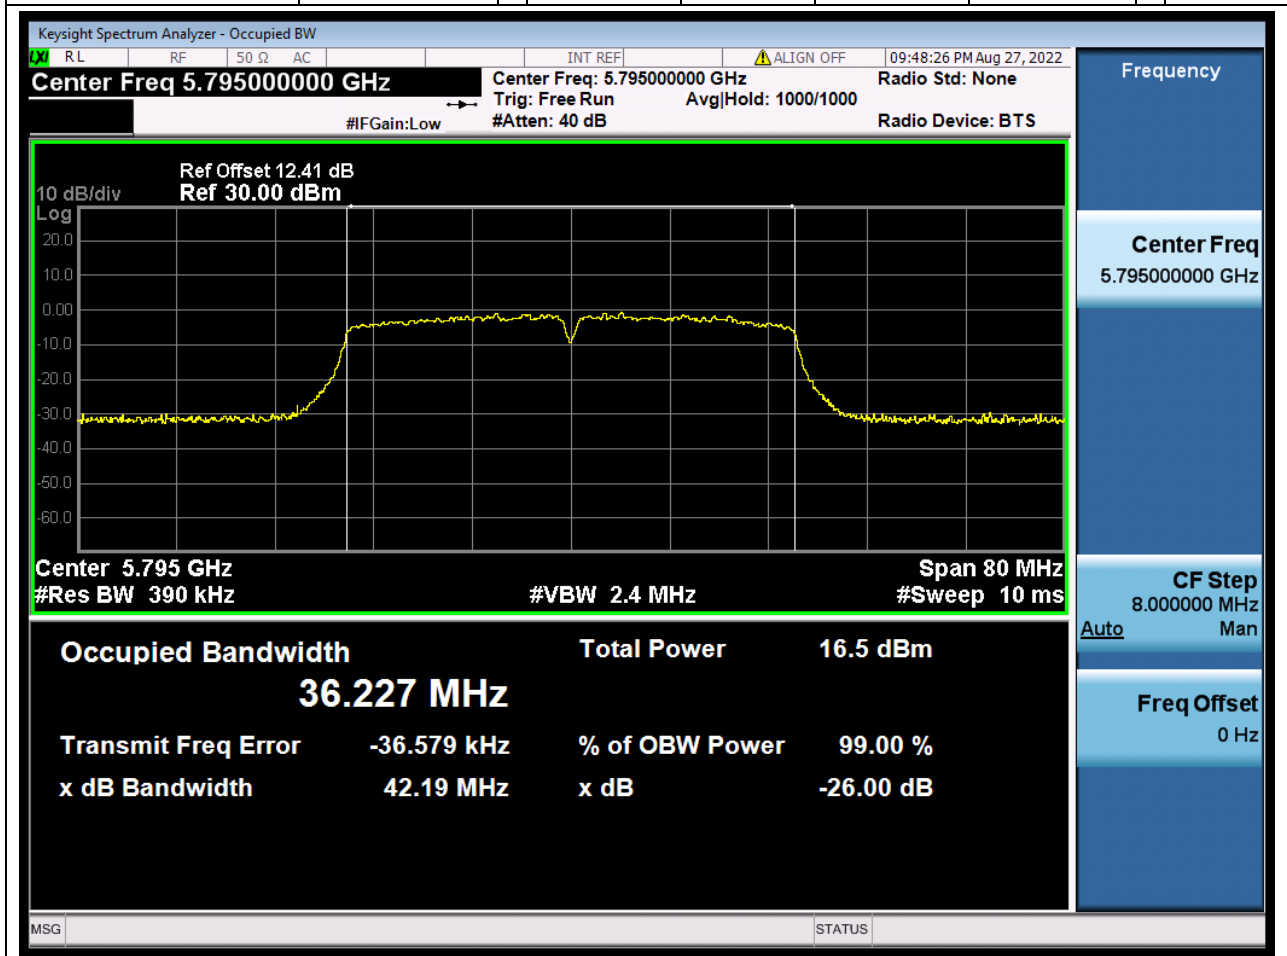 Keysight Spectrum Analyzer - Occupied BW
LXI RL RF 50 Ω AC INT REF ALIGN OFF 09:48:26 PM Aug 27, 2022
Center Freq 5.795000000 GHz
Center Freq: 5.795000000 GHz
Radio Std: None
Trig: Free Run Avg|Hold: 1000/1000
#IFGain:Low
#Atten: 40 dB
Radio Device: BTS
Ref Offset 12.41 dB
10 dB/div Ref 30.00 dBm
Log
20.0
10.0
0.00
-10.0
-20.0
-30.0
-40.0
-50.0
-60.0
Center 5.795 GHz Span 80 MHz
#Res BW 390 kHz #VBW 2.4 MHz #Sweep 10 ms
Occupied Bandwidth Total Power 16.5 dBm
36.227 MHz
Transmit Freq Error -36.579 kHz % of OBW Power 99.00 %
x dB Bandwidth 42.19 MHz x dB -26.00 dB
MSG STATUS
Frequency
Center Freq
5.795000000 GHz
CF Step
8.000000 MHz
Auto Man
Freq Offset
0 Hz